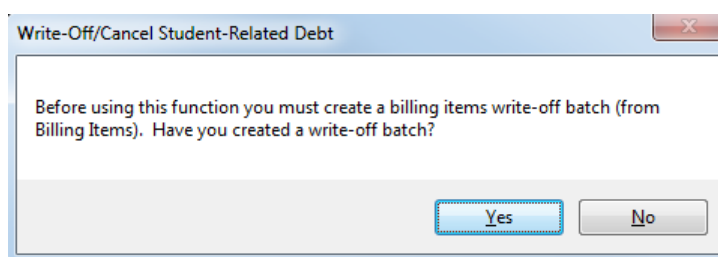 Write-Off/Cancel Student-Related Debt
Before using this function you must create a billing items write-off batch (from
Billing Items).  Have you created a write-off batch?
Yes
No